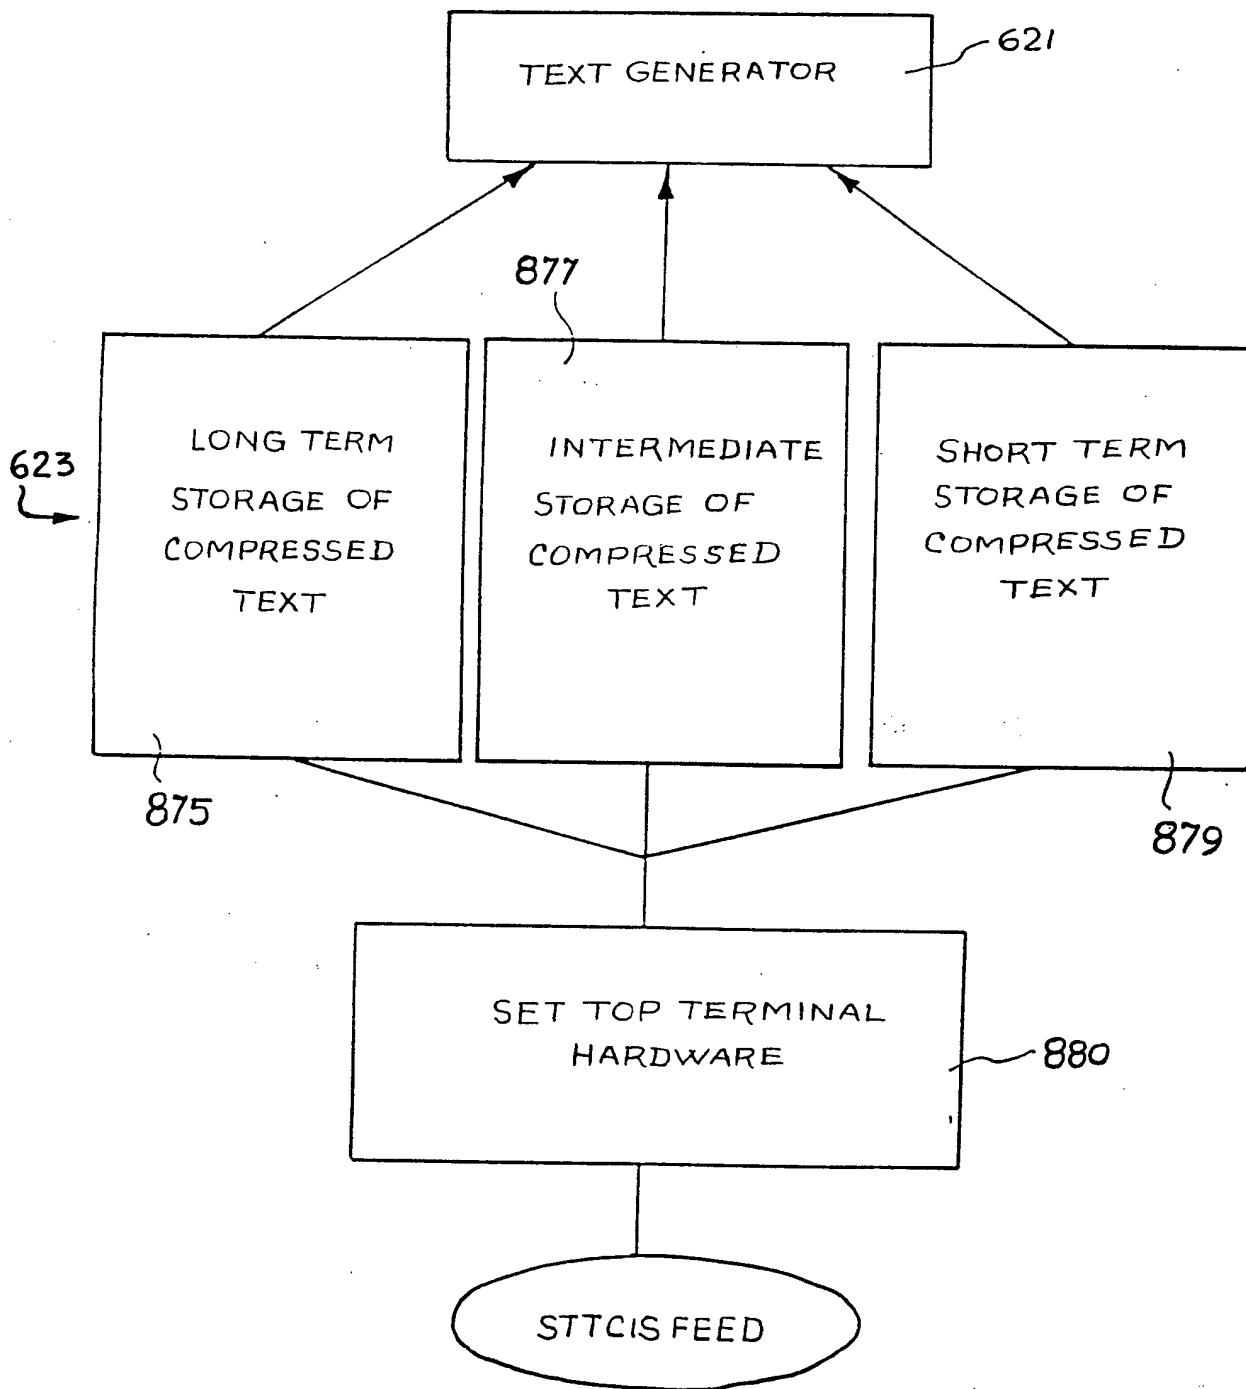 TEXT GENERATOR
621
877
623
LONG TERM
STORAGE OF
COMPRESSED
TEXT
INTERMEDIATE
STORAGE OF
COMPRESSED
TEXT
SHORT TERM
STORAGE OF
COMPRESSED
TEXT
875
879
SET TOP TERMINAL
HARDWARE
880
STTCIS FEED